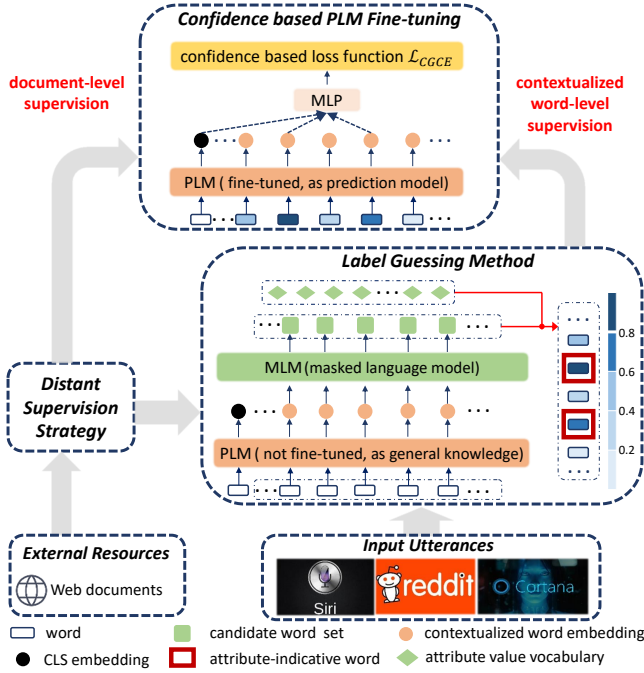 Confidence based PLM Fine-tuning
confidence based loss function ℒCGCE
document-level
supervision
MLP
contextualized
word-level
supervision
PLM ( fine-tuned, as prediction model)
Label Guessing Method
MLM (masked language model)
PLM ( not fine-tuned, as general knowledge)
0.8
0.6
0.4
0.2
Distant
Supervision
Strategy
External Resources
Web documents
Input Utterances
Siri
reddit
Cortana
word
candidate word set
contextualized word embedding
CLS embedding
attribute-indicative word
attribute value vocabulary